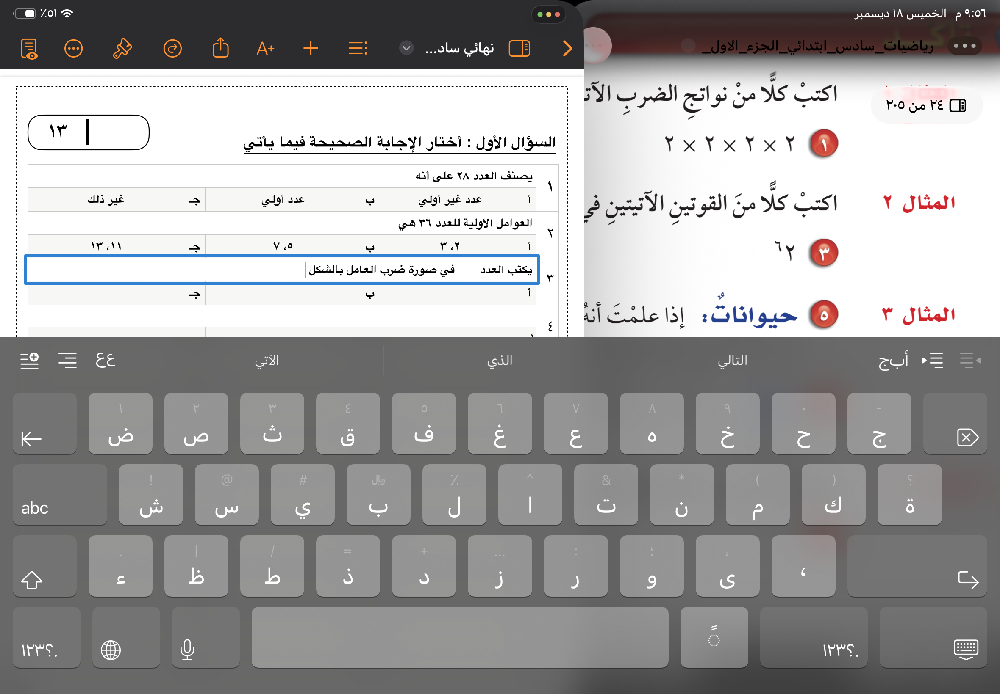 ٩:٥٦ م الخميس ١٨ ديسمبر
٥١٪
رياضيات_سادس_ابتدائي_الجزء_الاول_
نهائي ساد...
A+
٢٤ من ٢٠٥
اكتبْ كلًّا منْ نواتجِ الضربِ
١ ٢ × ٢ × ٢ × ٢
المثال ٢ اكتبْ كلًّا منَ القوتينِ الآتيتينِ في
٣ ٢٦
المثال ٣ ٥ حيواناتٌ: إذا علمْتَ أنهُ
١٣
السؤال الأول : أختار الإجابة الصحيحة فيما يأتي
١ يصنف العدد ٢٨ على أنه
أ عدد غير أولي ب عدد أولي جـ غير ذلك
٢ العوامل الأولية للعدد ٣٦ هي
أ ٢، ٣ ب ٥، ٧ جـ ١١، ١٣
٣ يكتب العدد في صورة ضرب العامل بالشكل
أ ب جـ
٤
أب‌ج التالي الذي الآتي عع
١ ٢ ٣ ٤ ٥ ٦ ٧ ٨ ٩ ٠ -
ض ص ث ق ف غ ع ه خ ح ج
! @ # ﷼ ٪ ^ & * ( ) ؟
abc ش س ي ب ل ا ت ن م ك ة
. | / = + ... : ؛ ،
ء ظ ط ذ د ز ر و ى ،
.؟١٢٣ ً .؟١٢٣